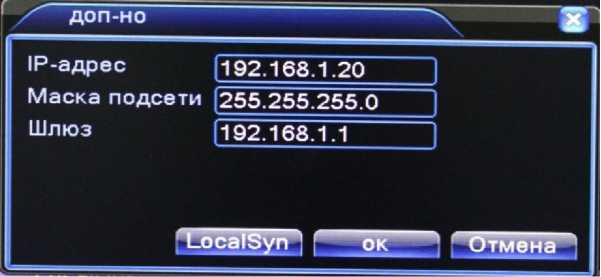 доп-но
IP-адрес 192.168.1.20
Маска подсети 255.255.255.0
Шлюз 192.168.1.1
LocalSyn ок Отмена